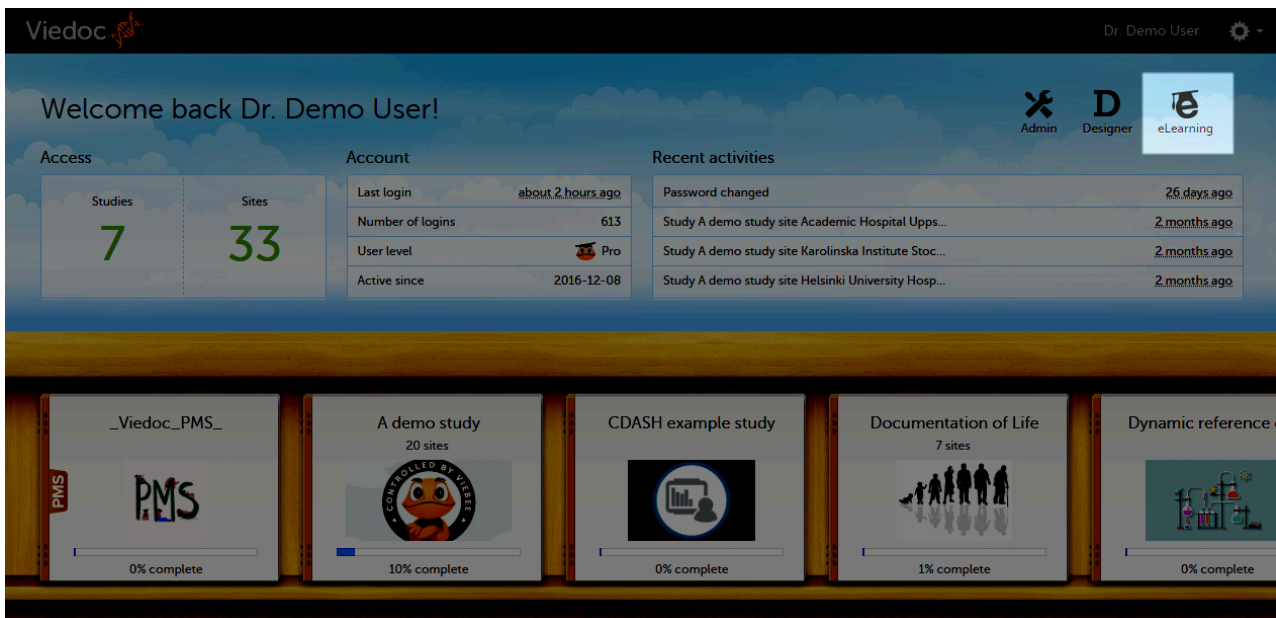 Viedoc
Dr. Demo User
Welcome back Dr. Demo User!
Admin
Designer
eLearning
Access
Studies
Sites
7
33
Account
Last login about 2 hours ago
Number of logins 613
User level Pro
Active since 2016-12-08
Recent activities
Password changed 26 days ago
Study A demo study site Academic Hospital Upps... 2 months ago
Study A demo study site Karolinska Institute Stoc... 2 months ago
Study A demo study site Helsinki University Hosp... 2 months ago
_Viedoc_PMS_
PMS
PMS
0% complete
A demo study
20 sites
CONTROLLED BY VIEBEE
10% complete
CDASH example study
0% complete
Documentation of Life
7 sites
1% complete
Dynamic reference
0% complete